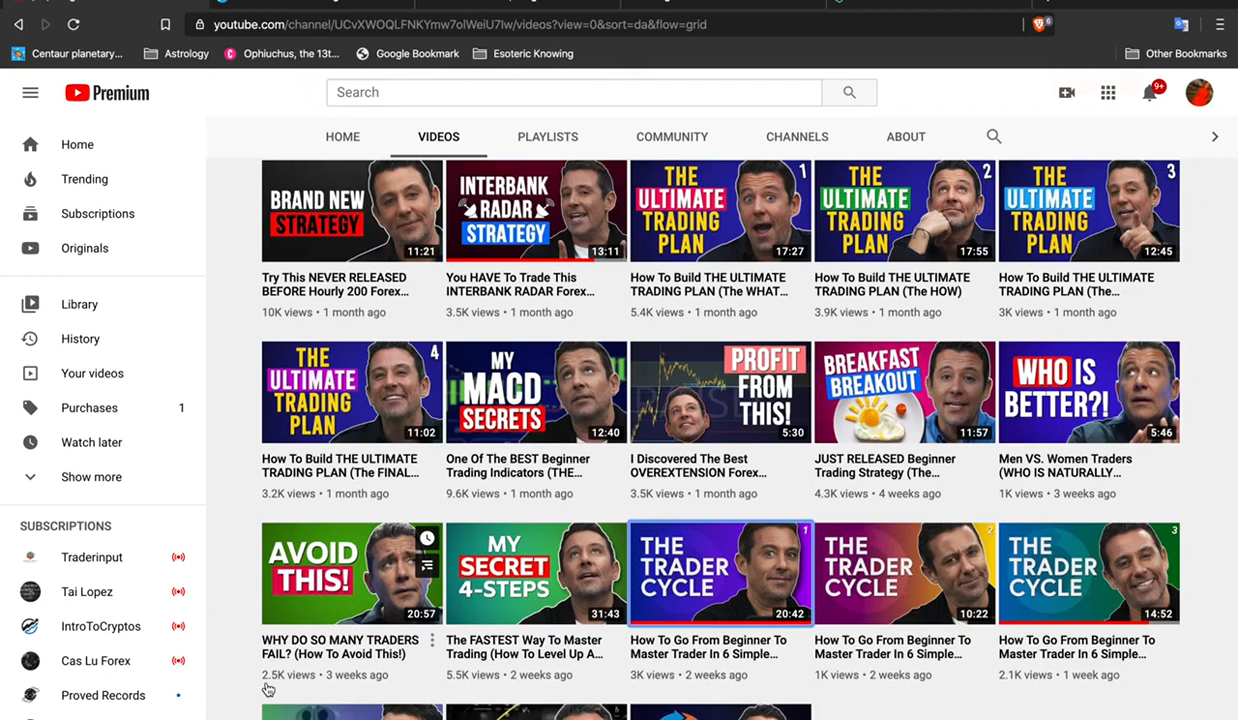 youtube.com/channel/UCvXWOQLFNKYmw7olWeiU7Iw/videos?view=0&sort=da&flow=grid
6
Centaur planetary...
Astrology
Ophiuchus, the 13t...
Google Bookmark
Esoteric Knowing
Other Bookmarks
Premium
Search
9+
HOME
VIDEOS
PLAYLISTS
COMMUNITY
CHANNELS
ABOUT
Home
Trending
Subscriptions
Originals
Library
History
Your videos
Purchases 1
Watch later
Show more
SUBSCRIPTIONS
Traderinput
Tai Lopez
IntroToCryptos
Cas Lu Forex
Proved Records
BRAND NEW
STRATEGY
11:21
Try This NEVER RELEASED
BEFORE Hourly 200 Forex...
10K views • 1 month ago
INTERBANK
RADAR
STRATEGY
13:11
You HAVE To Trade This
INTERBANK RADAR Forex...
3.5K views • 1 month ago
THE
ULTIMATE
TRADING
PLAN
1
17:27
How To Build THE ULTIMATE
TRADING PLAN (The WHAT...
5.4K views • 1 month ago
THE
ULTIMATE
TRADING
PLAN
2
17:55
How To Build THE ULTIMATE
TRADING PLAN (The HOW)
3.9K views • 1 month ago
THE
ULTIMATE
TRADING
PLAN
3
12:45
How To Build THE ULTIMATE
TRADING PLAN (The...
3K views • 1 month ago
THE
ULTIMATE
TRADING
PLAN
4
11:02
How To Build THE ULTIMATE
TRADING PLAN (The FINAL...
3.2K views • 1 month ago
MY
MACD
SECRETS
12:40
One Of The BEST Beginner
Trading Indicators (THE...
9.6K views • 1 month ago
PROFIT
FROM
THIS!
5:30
I Discovered The Best
OVEREXTENSION Forex...
3.5K views • 1 month ago
BREAKFAST
BREAKOUT
11:57
JUST RELEASED Beginner
Trading Strategy (The...
4.3K views • 4 weeks ago
WHO IS
BETTER?!
5:46
Men VS. Women Traders
(WHO IS NATURALLY...
1K views • 3 weeks ago
AVOID
THIS!
20:57
WHY DO SO MANY TRADERS
FAIL? (How To Avoid This!)
2.5K views • 3 weeks ago
MY
SECRET
4-STEPS
31:43
The FASTEST Way To Master
Trading (How To Level Up A...
5.5K views • 2 weeks ago
THE
TRADER
CYCLE
1
20:42
How To Go From Beginner To
Master Trader In 6 Simple...
3K views • 2 weeks ago
THE
TRADER
CYCLE
2
10:22
How To Go From Beginner To
Master Trader In 6 Simple...
1K views • 2 weeks ago
THE
TRADER
CYCLE
3
14:52
How To Go From Beginner To
Master Trader In 6 Simple...
2.1K views • 1 week ago